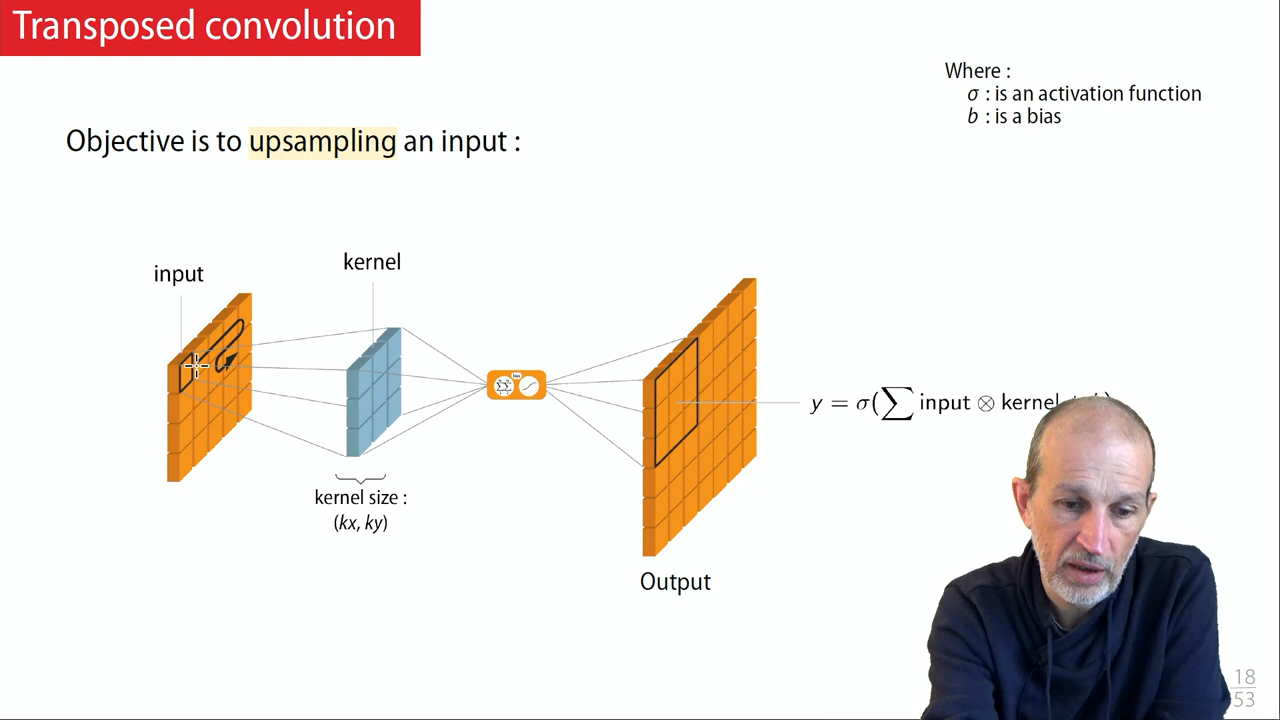 Transposed convolution
Where :
σ : is an activation function
b : is a bias
Objective is to upsampling an input :
input
kernel
y = σ(∑ input ⊗ kernel
kernel size :
(kx, ky)
Output
18
53